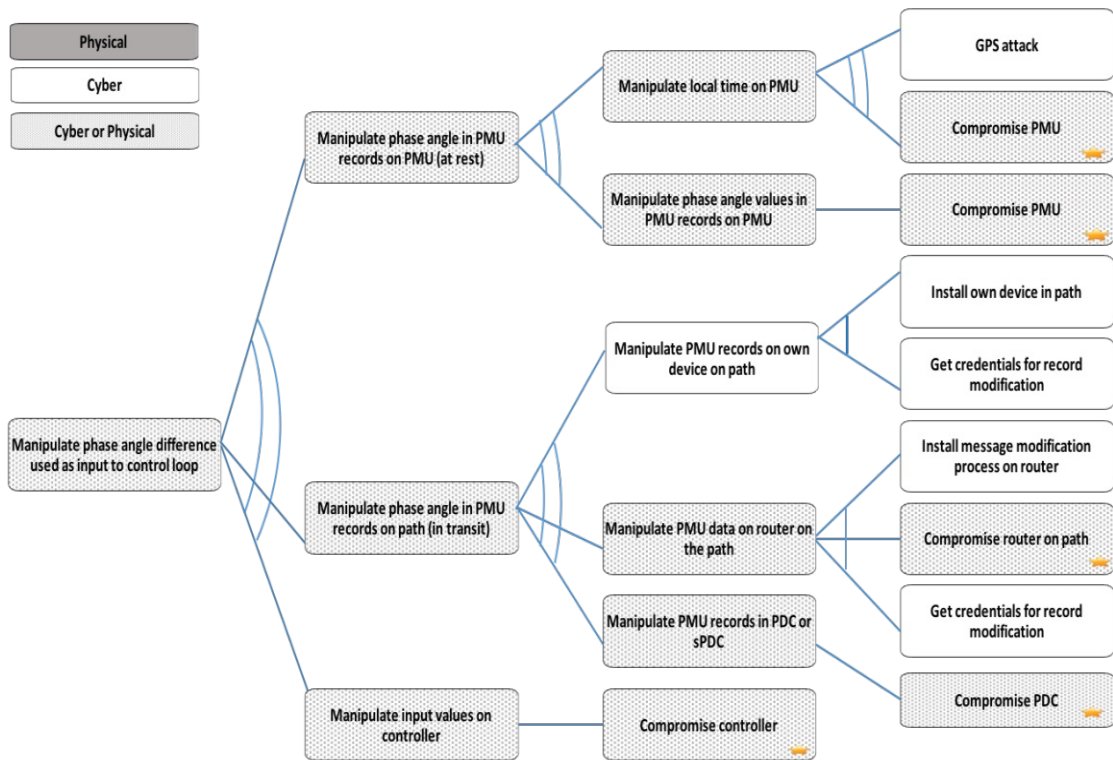 Physical
Cyber
Cyber or Physical
Manipulate phase angle difference
used as input to control loop
Manipulate phase angle in PMU
records on PMU (at rest)
Manipulate phase angle in PMU
records on path (in transit)
Manipulate input values on
controller
Manipulate local time on PMU
Manipulate phase angle values in
PMU records on PMU
Manipulate PMU records on own
device on path
Manipulate PMU data on router on
the path
Manipulate PMU records in PDC or
sPDC
Compromise controller
GPS attack
Compromise PMU
Compromise PMU
Install own device in path
Get credentials for record
modification
Install message modification
process on router
Compromise router on path
Get credentials for record
modification
Compromise PDC